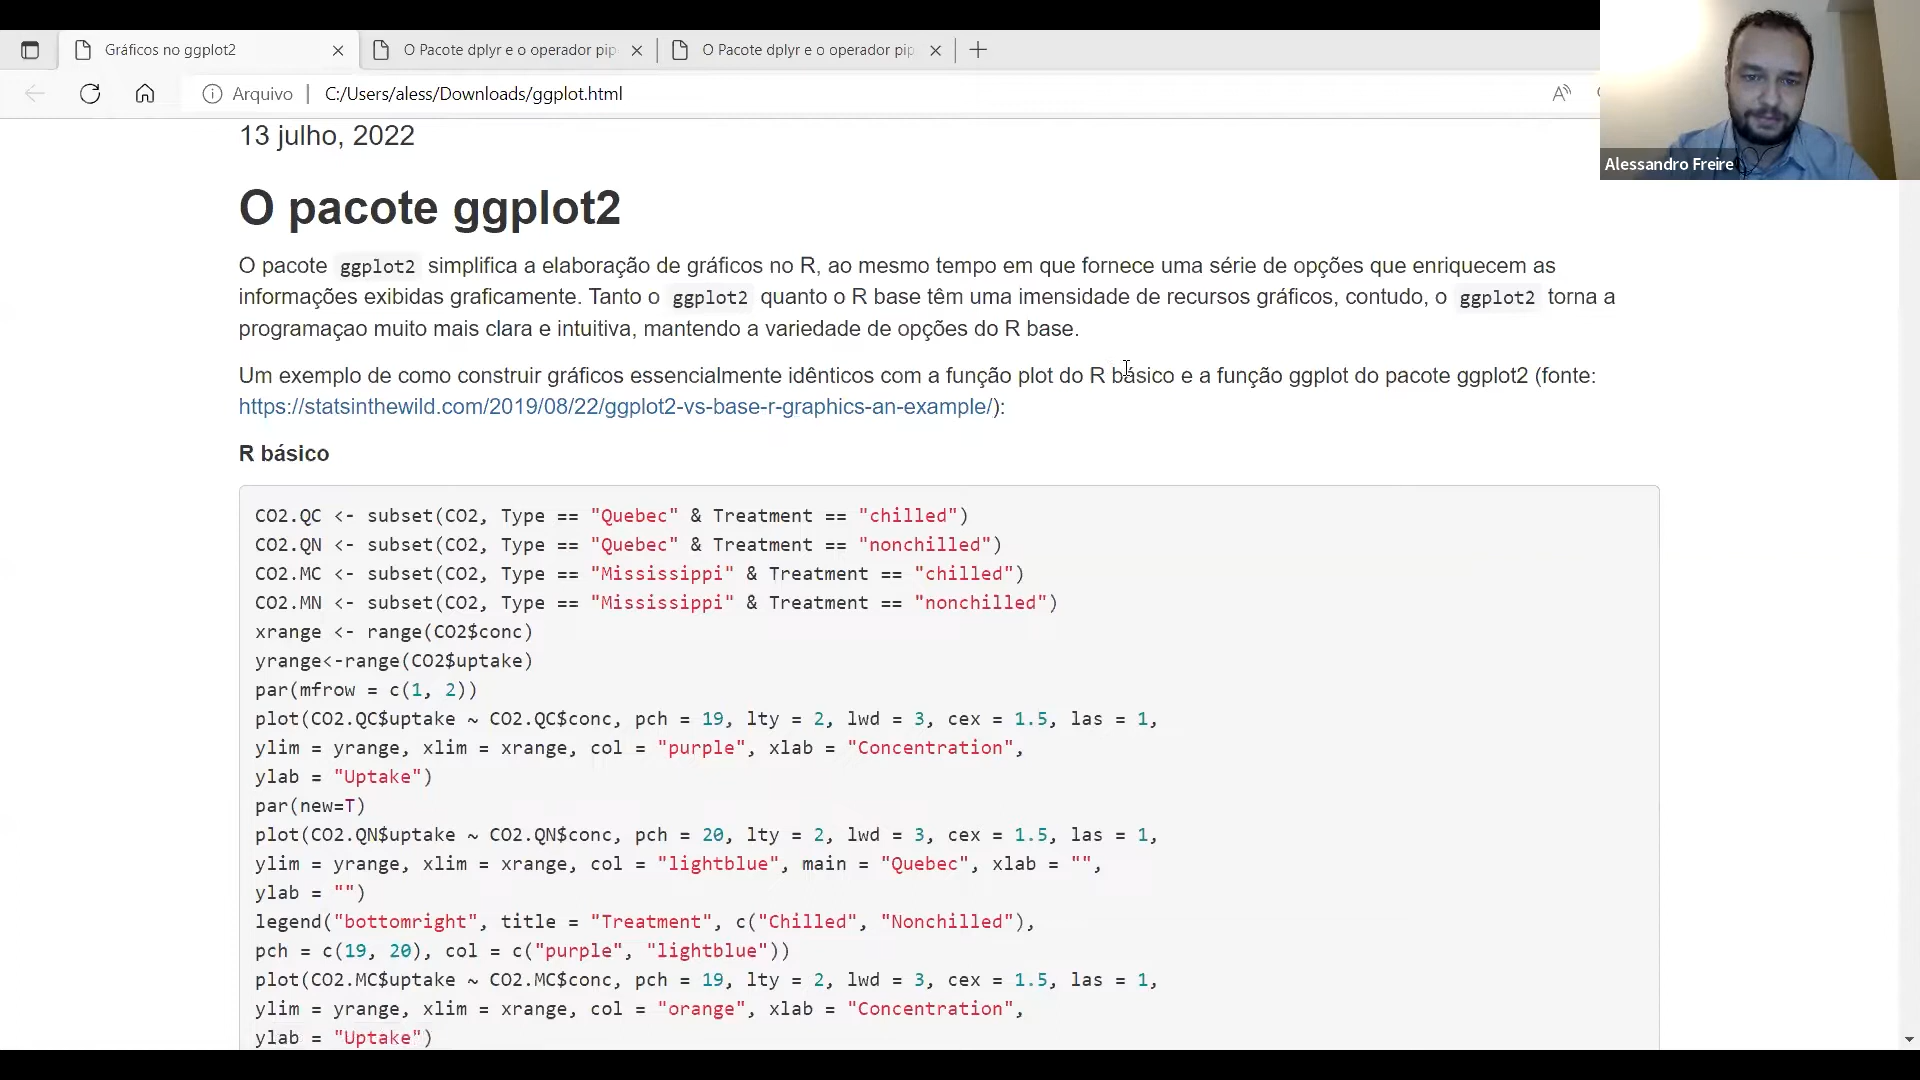 Gráficos no ggplot2
O Pacote dplyr e o operador pip
O Pacote dplyr e o operador pip
Arquivo | C:/Users/aless/Downloads/ggplot.html
Alessandro Freire
13 julho, 2022
O pacote ggplot2
O pacote ggplot2 simplifica a elaboração de gráficos no R, ao mesmo tempo em que fornece uma série de opções que enriquecem as
informações exibidas graficamente. Tanto o ggplot2 quanto o R base têm uma imensidade de recursos gráficos, contudo, o ggplot2 torna a
programaçao muito mais clara e intuitiva, mantendo a variedade de opções do R base.
Um exemplo de como construir gráficos essencialmente idênticos com a função plot do R básico e a função ggplot do pacote ggplot2 (fonte:
https://statsinthewild.com/2019/08/22/ggplot2-vs-base-r-graphics-an-example/):
R básico
CO2.QC <- subset(CO2, Type == "Quebec" & Treatment == "chilled")
CO2.QN <- subset(CO2, Type == "Quebec" & Treatment == "nonchilled")
CO2.MC <- subset(CO2, Type == "Mississippi" & Treatment == "chilled")
CO2.MN <- subset(CO2, Type == "Mississippi" & Treatment == "nonchilled")
xrange <- range(CO2$conc)
yrange<-range(CO2$uptake)
par(mfrow = c(1, 2))
plot(CO2.QC$uptake ~ CO2.QC$conc, pch = 19, lty = 2, lwd = 3, cex = 1.5, las = 1,
ylim = yrange, xlim = xrange, col = "purple", xlab = "Concentration",
ylab = "Uptake")
par(new=T)
plot(CO2.QN$uptake ~ CO2.QN$conc, pch = 20, lty = 2, lwd = 3, cex = 1.5, las = 1,
ylim = yrange, xlim = xrange, col = "lightblue", main = "Quebec", xlab = "",
ylab = "")
legend("bottomright", title = "Treatment", c("Chilled", "Nonchilled"),
pch = c(19, 20), col = c("purple", "lightblue"))
plot(CO2.MC$uptake ~ CO2.MC$conc, pch = 19, lty = 2, lwd = 3, cex = 1.5, las = 1,
ylim = yrange, xlim = xrange, col = "orange", xlab = "Concentration",
ylab = "Uptake")